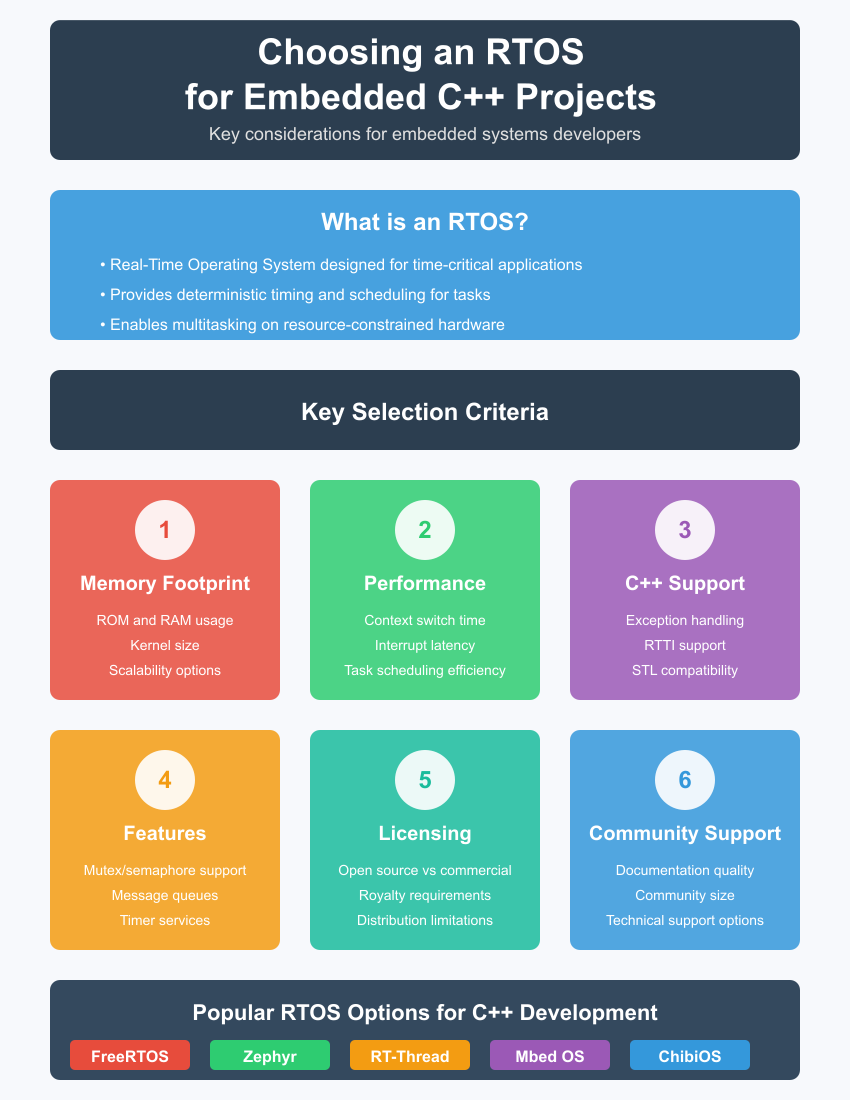 Choosing an RTOS
for Embedded C++ Projects
Key considerations for embedded systems developers
What is an RTOS?
• Real-Time Operating System designed for time-critical applications
• Provides deterministic timing and scheduling for tasks
• Enables multitasking on resource-constrained hardware
Key Selection Criteria
1
Memory Footprint
ROM and RAM usage
Kernel size
Scalability options
2
Performance
Context switch time
Interrupt latency
Task scheduling efficiency
3
C++ Support
Exception handling
RTTI support
STL compatibility
4
Features
Mutex/semaphore support
Message queues
Timer services
5
Licensing
Open source vs commercial
Royalty requirements
Distribution limitations
6
Community Support
Documentation quality
Community size
Technical support options
Popular RTOS Options for C++ Development
FreeRTOS
Zephyr
RT-Thread
Mbed OS
ChibiOS